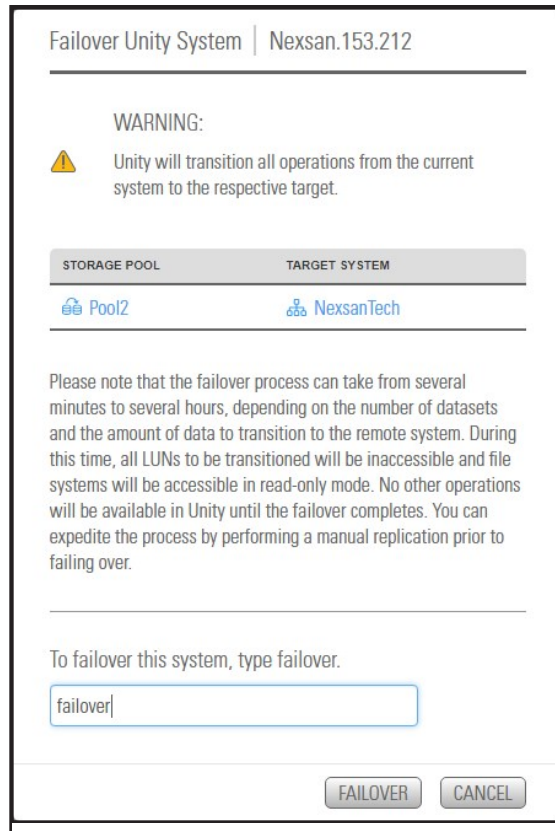 Failover Unity System | Nexsan.153.212
WARNING:
Unity will transition all operations from the current
system to the respective target.
STORAGE POOL TARGET SYSTEM
Pool2 NexsanTech
Please note that the failover process can take from several
minutes to several hours, depending on the number of datasets
and the amount of data to transition to the remote system. During
this time, all LUNs to be transitioned will be inaccessible and file
systems will be accessible in read-only mode. No other operations
will be available in Unity until the failover completes. You can
expedite the process by performing a manual replication prior to
failing over.
To failover this system, type failover.
failover
FAILOVER CANCEL